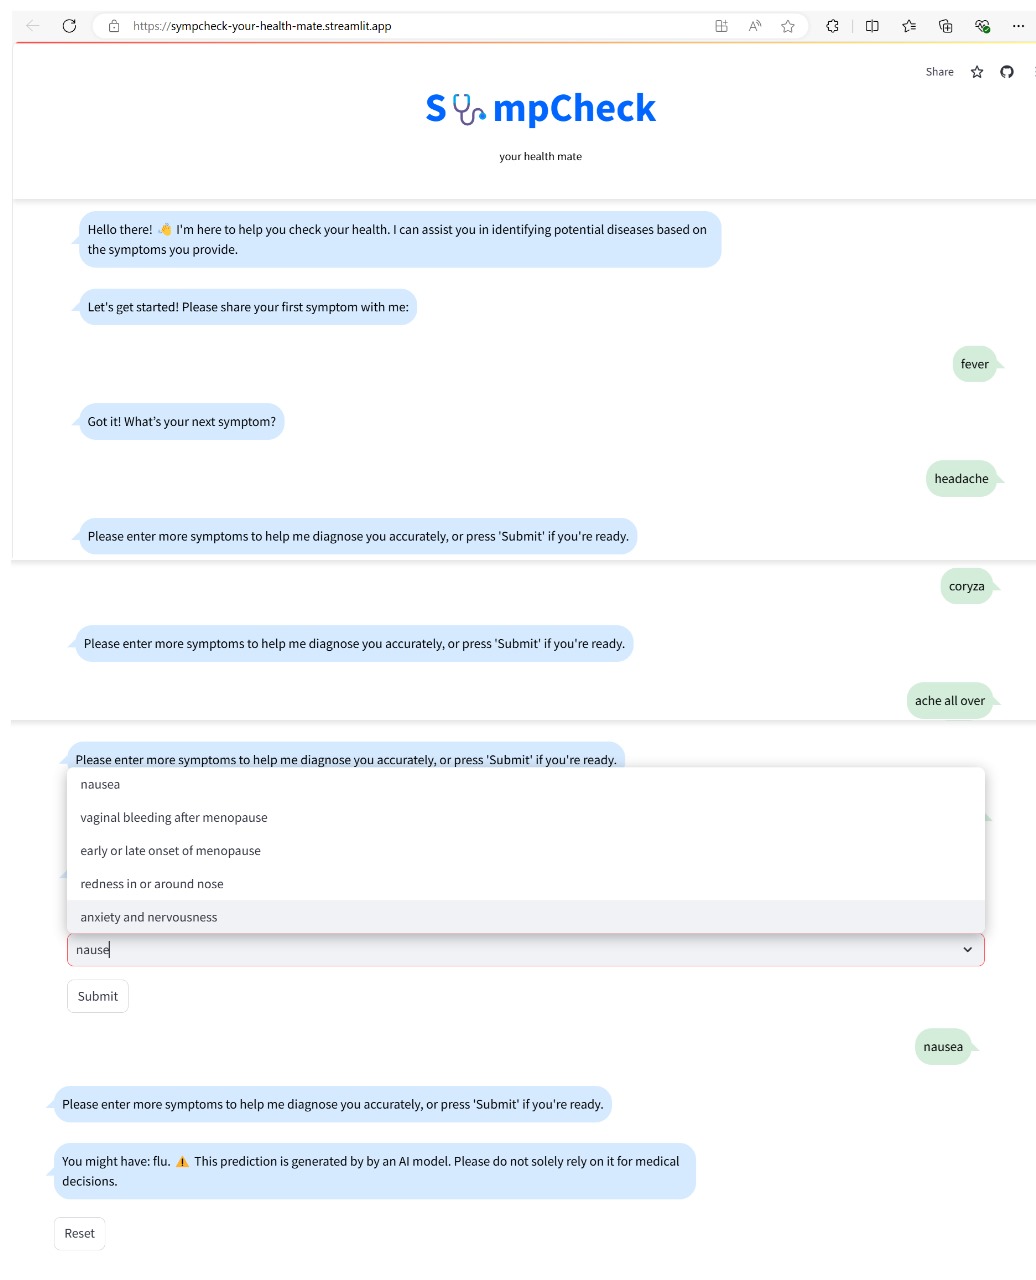 https://sympcheck-your-health-mate.streamlit.app
Share
S mpCheck
your health mate
Hello there! 👋 I'm here to help you check your health. I can assist you in identifying potential diseases based on
the symptoms you provide.
Let's get started! Please share your first symptom with me:
fever
Got it! What's your next symptom?
headache
Please enter more symptoms to help me diagnose you accurately, or press 'Submit' if you're ready.
coryza
Please enter more symptoms to help me diagnose you accurately, or press 'Submit' if you're ready.
ache all over
Please enter more symptoms to help me diagnose you accurately, or press 'Submit' if you're ready.
nausea
vaginal bleeding after menopause
early or late onset of menopause
redness in or around nose
anxiety and nervousness
nause
Submit
nausea
Please enter more symptoms to help me diagnose you accurately, or press 'Submit' if you're ready.
You might have: flu. ⚠️ This prediction is generated by by an AI model. Please do not solely rely on it for medical
decisions.
Reset